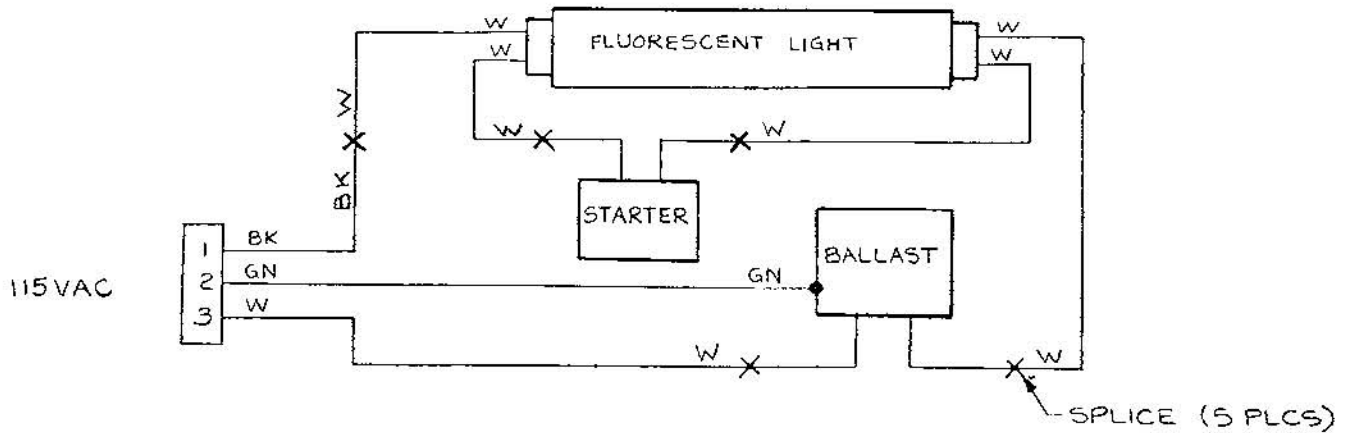 W
W
FLUORESCENT LIGHT
W
W
W
W
W
BK
STARTER
BALLAST
115VAC
1
BK
2
GN
GN
3
W
W
W
SPLICE (5 PLCS)